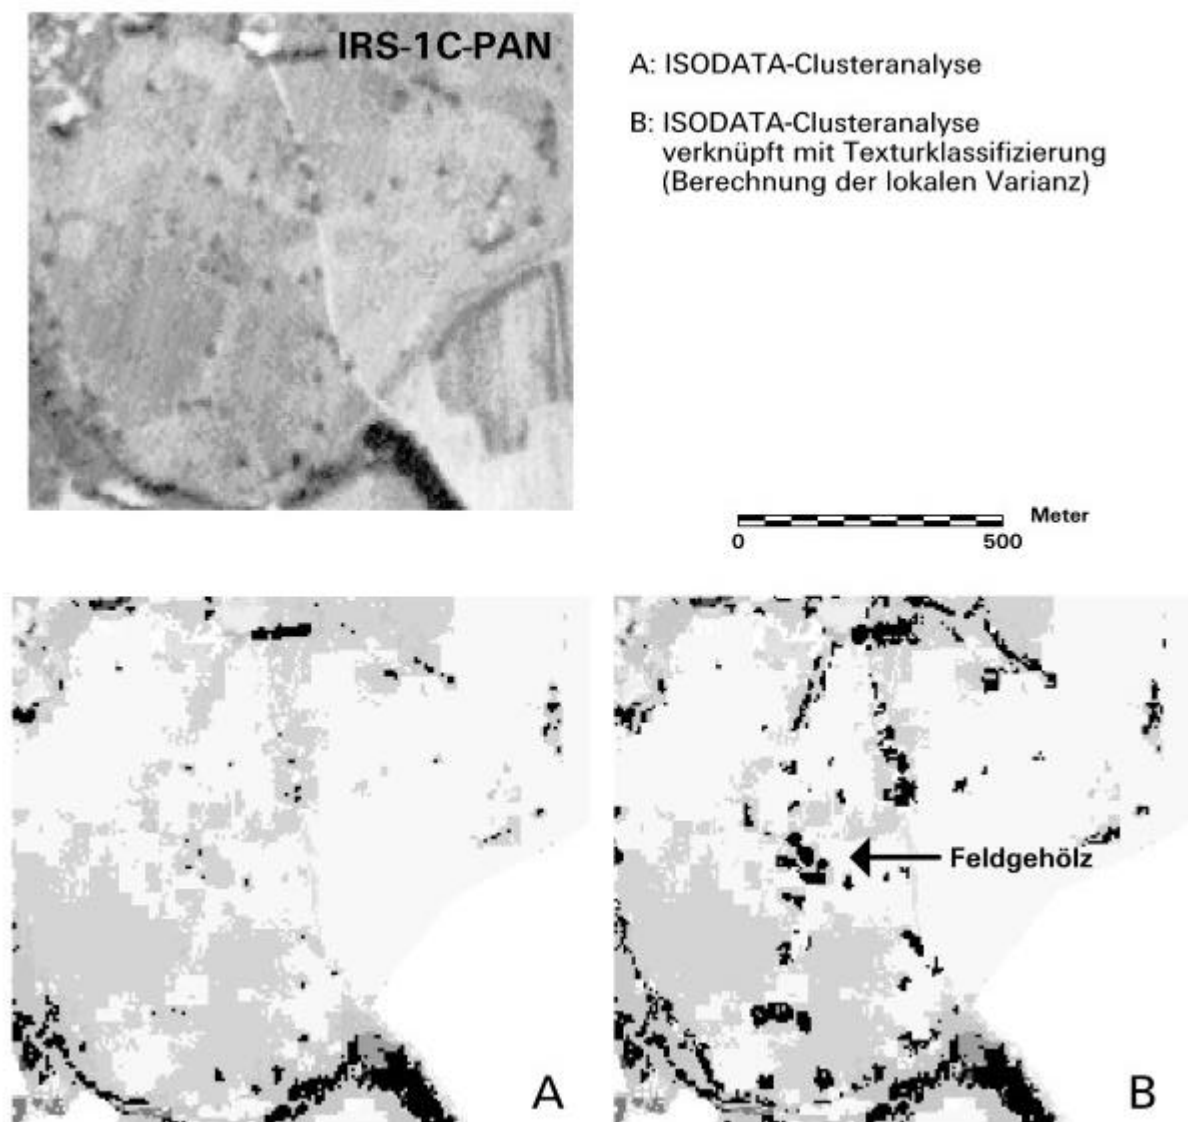 IRS-1C-PAN
A: ISODATA-Clusteranalyse
B: ISODATA-Clusteranalyse
verknüpft mit Texturklassifizierung
(Berechnung der lokalen Varianz)
Meter
0 500
Feldgehölz
A B